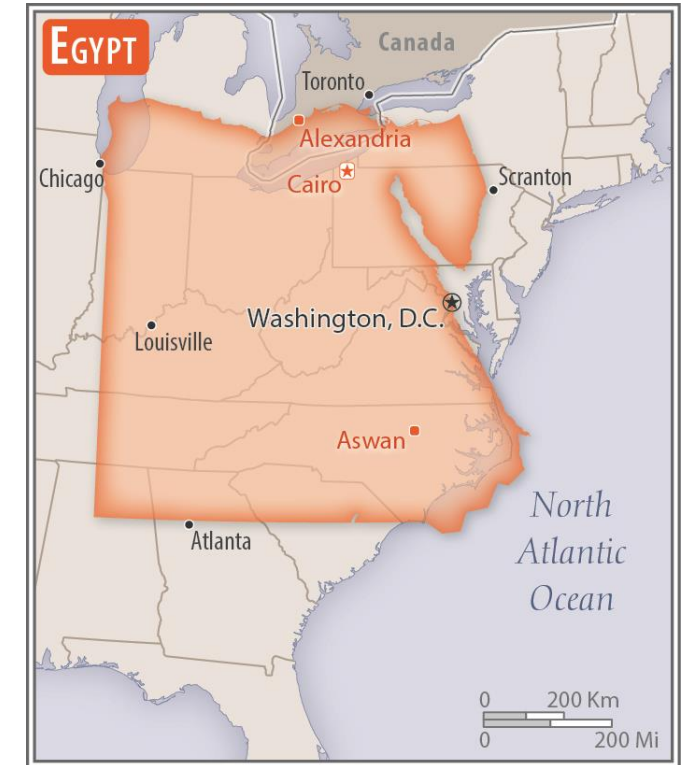 EGYPT
Canada
Toronto
Alexandria
Chicago
Cairo
Scranton
Washington, D.C.
Louisville
Aswan
North
Atlantic
Ocean
Atlanta
0 200 Km
0 200 Mi